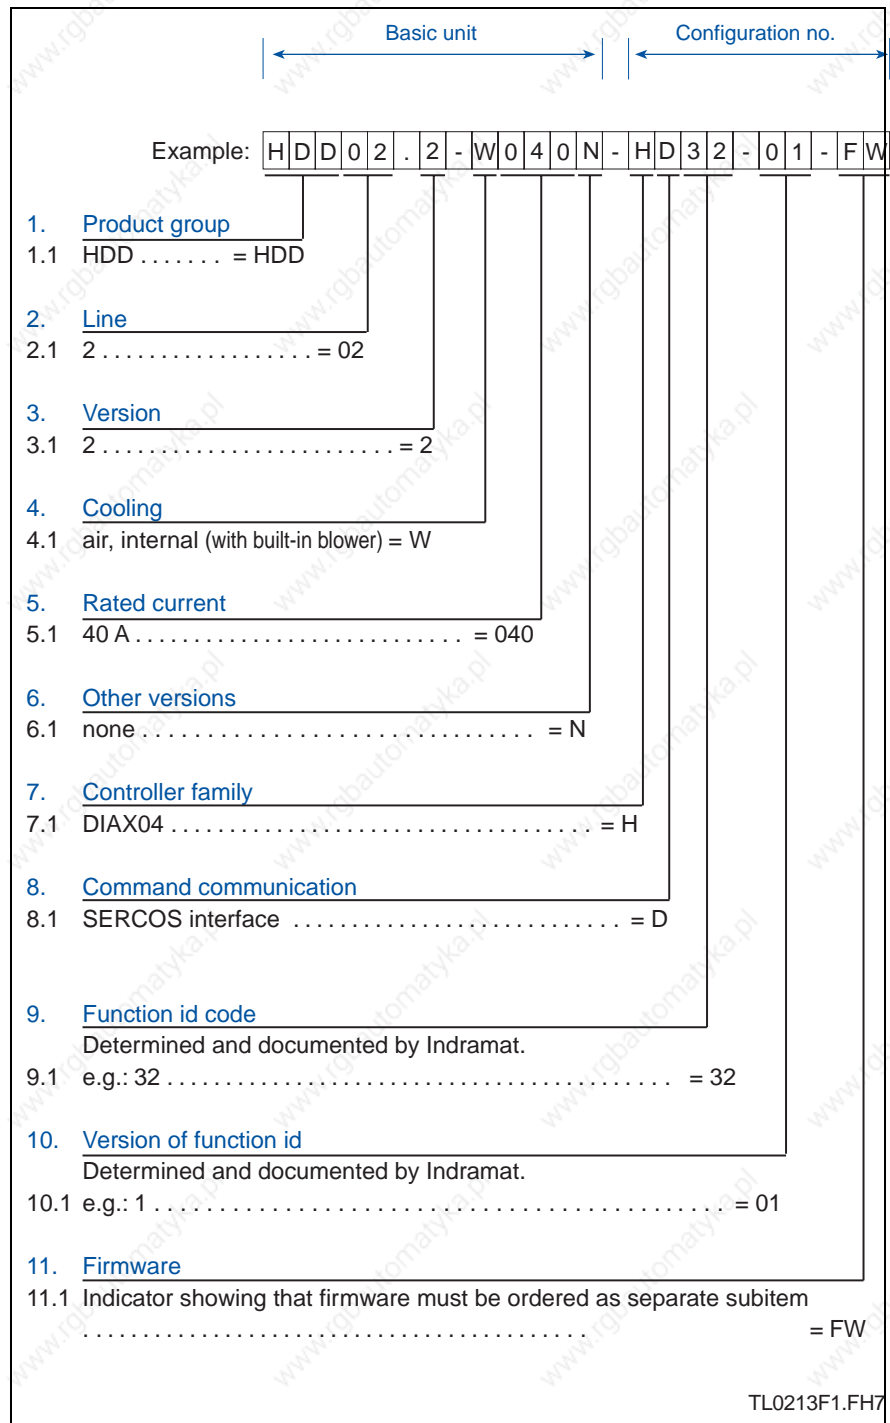 Basic unit Configuration no.
Example: HDD02.2-W040N-HD32-01-FW
1. Product group
1.1 HDD . . . . . . . = HDD
2. Line
2.1 2 . . . . . . . . . . . . . . . . . . = 02
3. Version
3.1 2 . . . . . . . . . . . . . . . . . . . . . . . . . = 2
4. Cooling
4.1 air, internal (with built-in blower) = W
5. Rated current
5.1 40 A . . . . . . . . . . . . . . . . . . . . . . . . . . . . = 040
6. Other versions
6.1 none . . . . . . . . . . . . . . . . . . . . . . . . . . . . . . . . . = N
7. Controller family
7.1 DIAX04 . . . . . . . . . . . . . . . . . . . . . . . . . . . . . . . . . . . = H
8. Command communication
8.1 SERCOS interface . . . . . . . . . . . . . . . . . . . . . . . . . . . . = D
9. Function id code
Determined and documented by Indramat.
9.1 e.g.: 32 . . . . . . . . . . . . . . . . . . . . . . . . . . . . . . . . . . . . . . . . . . . = 32
10. Version of function id
Determined and documented by Indramat.
10.1 e.g.: 1 . . . . . . . . . . . . . . . . . . . . . . . . . . . . . . . . . . . . . . . . . . . . . . . . = 01
11. Firmware
11.1 Indicator showing that firmware must be ordered as separate subitem
. . . . . . . . . . . . . . . . . . . . . . . . . . . . . . . . . . . . . . . . . . = FW
TL0213F1.FH7
www.rgbautomatyka.pl